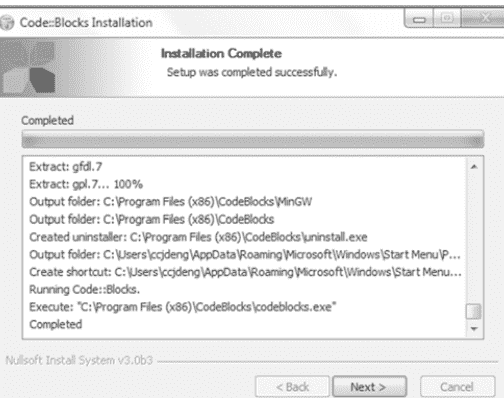 Code::Blocks Installation
Installation Complete
Setup was completed successfully.
Completed
Extract: gfdl.7
Extract: gpl.7... 100%
Output folder: C:\Program Files (x86)\CodeBlocks\MinGW
Output folder: C:\Program Files (x86)\CodeBlocks
Created uninstaller: C:\Program Files (x86)\CodeBlocks\uninstall.exe
Output folder: C:\Users\ccjdeng\AppData\Roaming\Microsoft\Windows\Start Menu\P...
Create shortcut: C:\Users\ccjdeng\AppData\Roaming\Microsoft\Windows\Start Menu...
Running Code::Blocks.
Execute: "C:\Program Files (x86)\CodeBlocks\codeblocks.exe"
Completed
Nullsoft Install System v3.0b3
< Back Next > Cancel